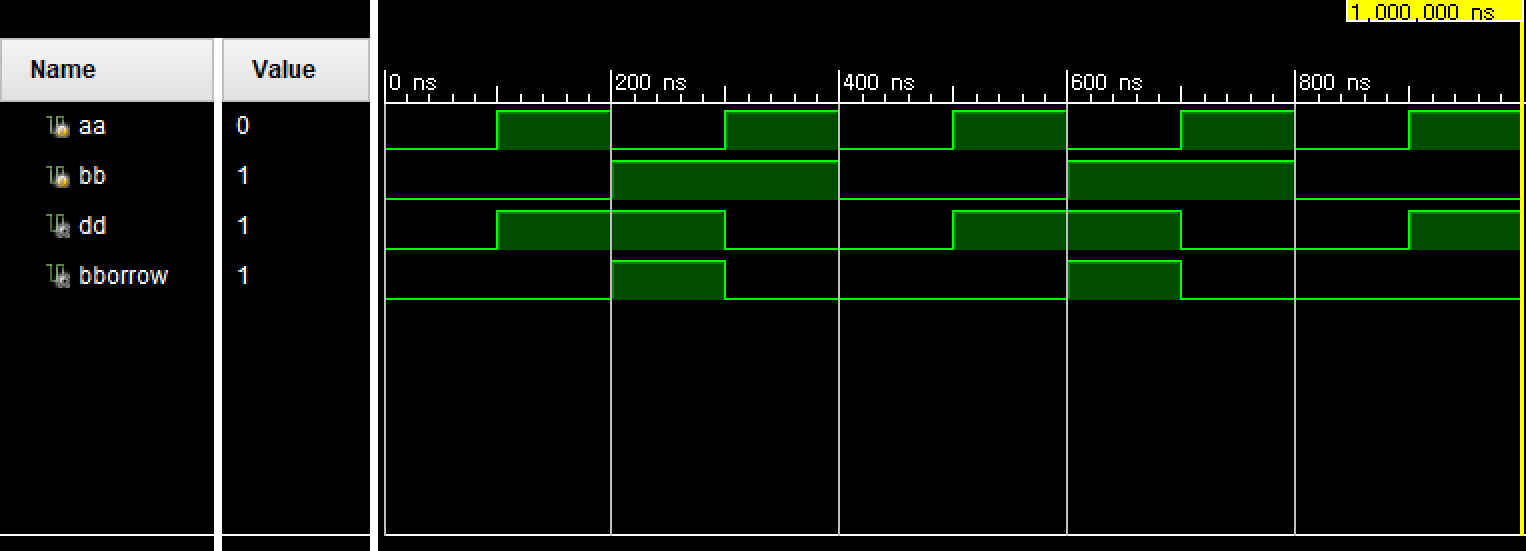 1,000,000 ns
Name Value
0 ns 200 ns 400 ns 600 ns 800 ns
aa 0
bb 1
dd 1
bborrow 1